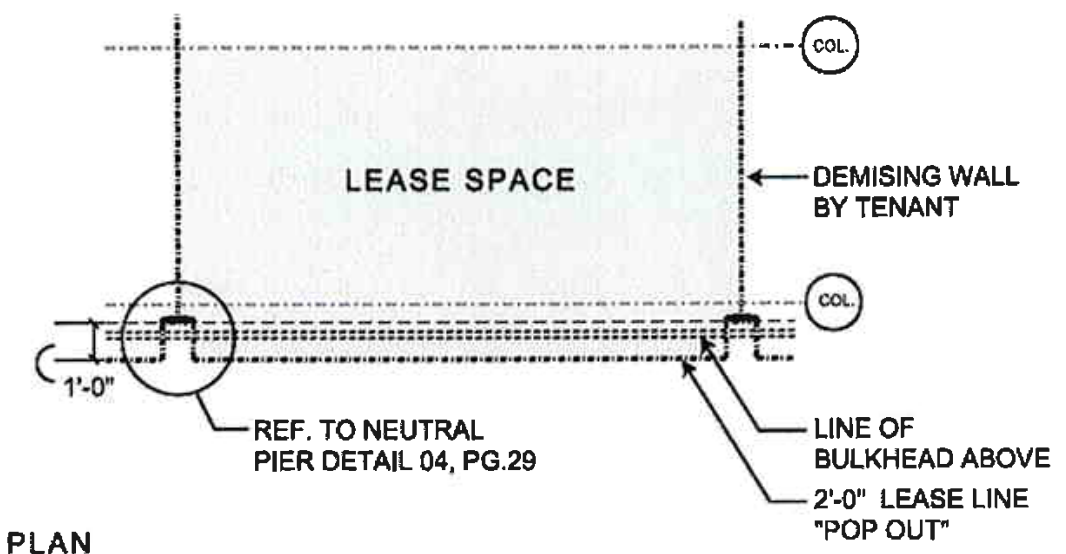 COL.
LEASE SPACE
DEMISING WALL
BY TENANT
COL.
1'-0"
REF. TO NEUTRAL
PIER DETAIL 04, PG.29
LINE OF
BULKHEAD ABOVE
2'-0" LEASE LINE
"POP OUT"
PLAN